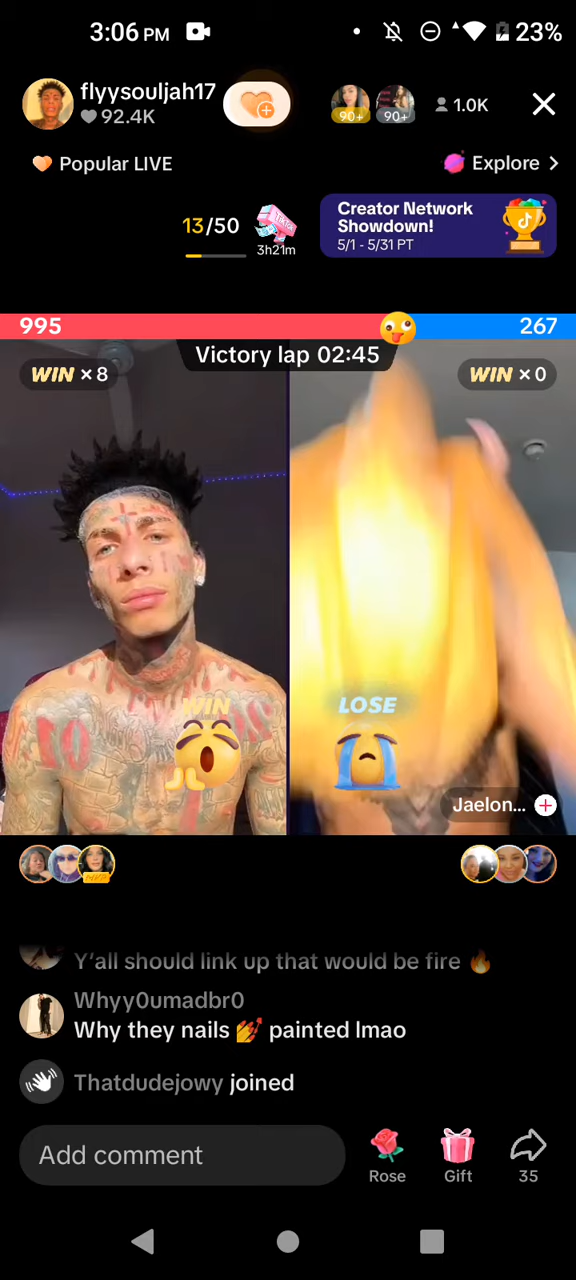 3:06 PM
23%
flyysouljah17
92.4K
90+
90+
1.0K
Popular LIVE
Explore >
13/50
TikTok
3h21m
Creator Network
Showdown!
5/1 - 5/31 PT
995
267
Victory lap 02:45
WIN × 8
WIN × 0
WIN
LOSE
Jaelon...
Y'all should link up that would be fire 🔥
Whyy0umadbr0
Why they nails 💅 painted lmao
Thatdudejowy joined
Add comment
Rose
Gift
35